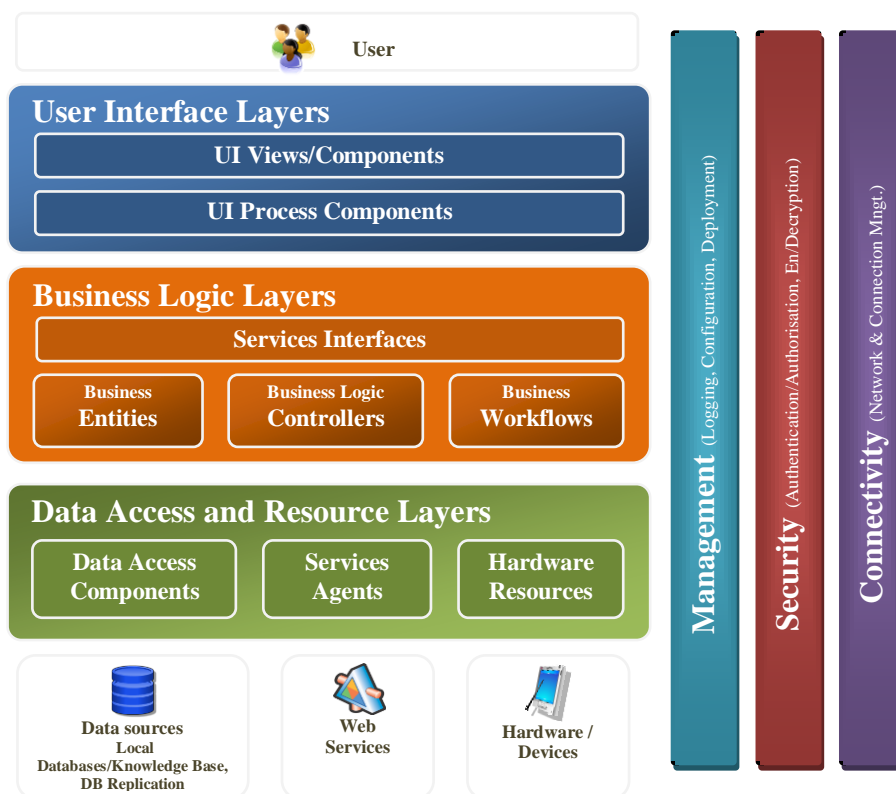 User
User Interface Layers
UI Views/Components
UI Process Components
Business Logic Layers
Services Interfaces
Business
Entities
Business Logic
Controllers
Business
Workflows
Data Access and Resource Layers
Data Access
Components
Services
Agents
Hardware
Resources
Data sources
Local
Databases/Knowledge Base,
DB Replication
Web
Services
Hardware /
Devices
Management (Logging, Configuration, Deployment)
Security (Authentication/Authorisation, En/Decryption)
Connectivity (Network & Connection Mngt.)